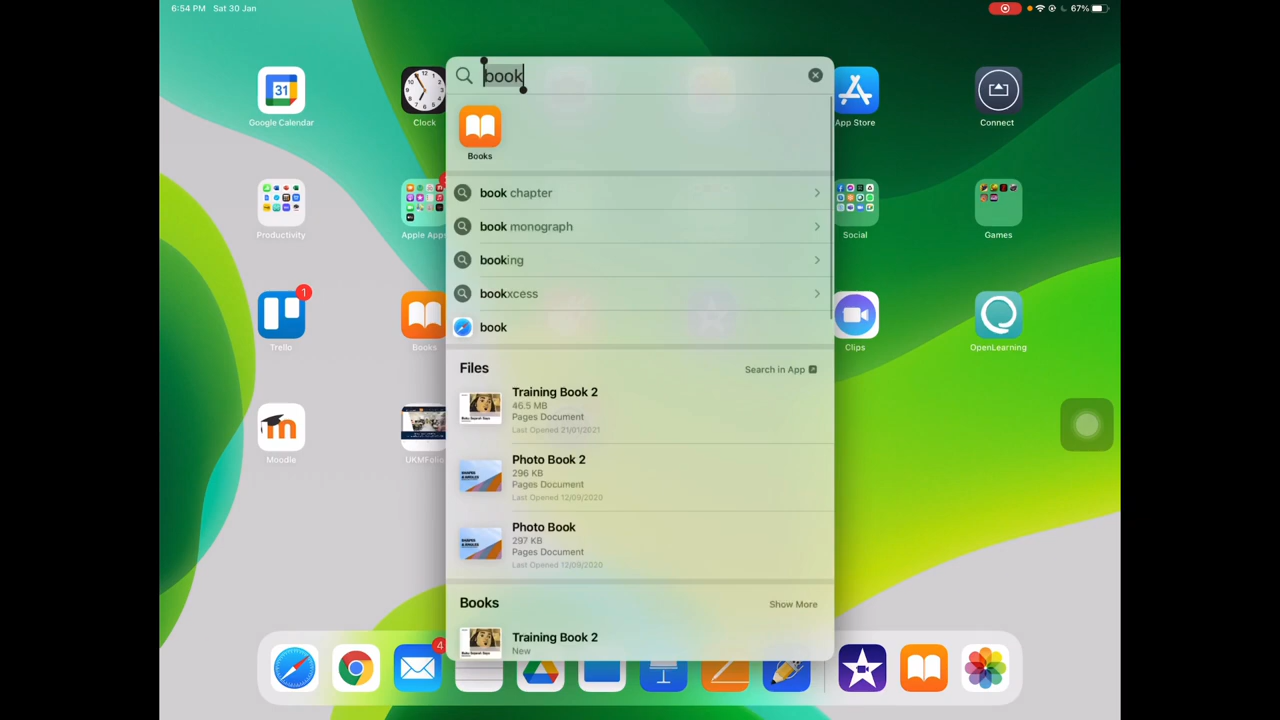 6:54 PM Sat 30 Jan
67%
book
31
Google Calendar
12
Clock
Books
App Store
Connect
book chapter
book monograph
booking
bookxcess
book
Productivity
Apple Apps
Social
Games
Files
Search in App
Training Book 2
46.5 MB
Pages Document
Last Opened 21/01/2021
Photo Book 2
296 KB
Pages Document
Last Opened 12/09/2020
Photo Book
297 KB
Pages Document
Last Opened 12/09/2020
1
Trello
Books
Clips
OpenLearning
m
Moodle
UKMFolio
Books
Show More
Training Book 2
New
4